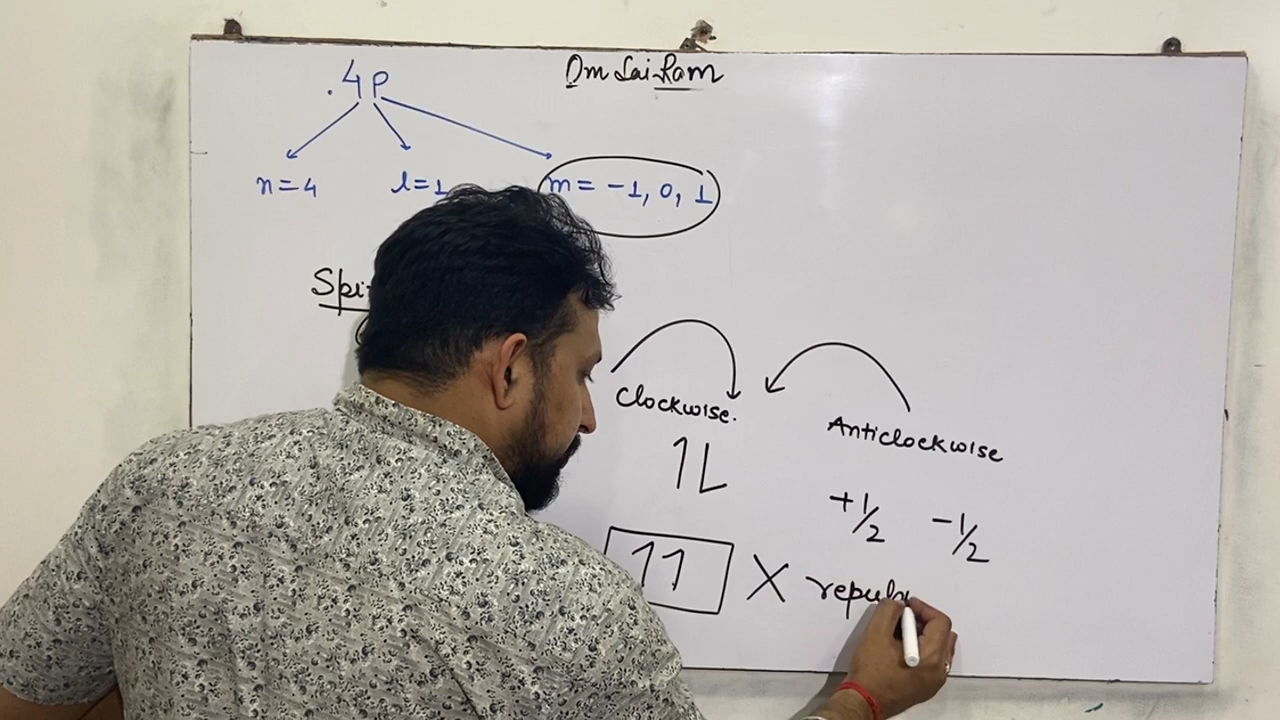 Om Sai Ram
.4p
n=4 l=1 m= -1, 0, 1
Clockwise.
Anticlockwise
↿⇂
+1/2 -1/2
↿↿ X